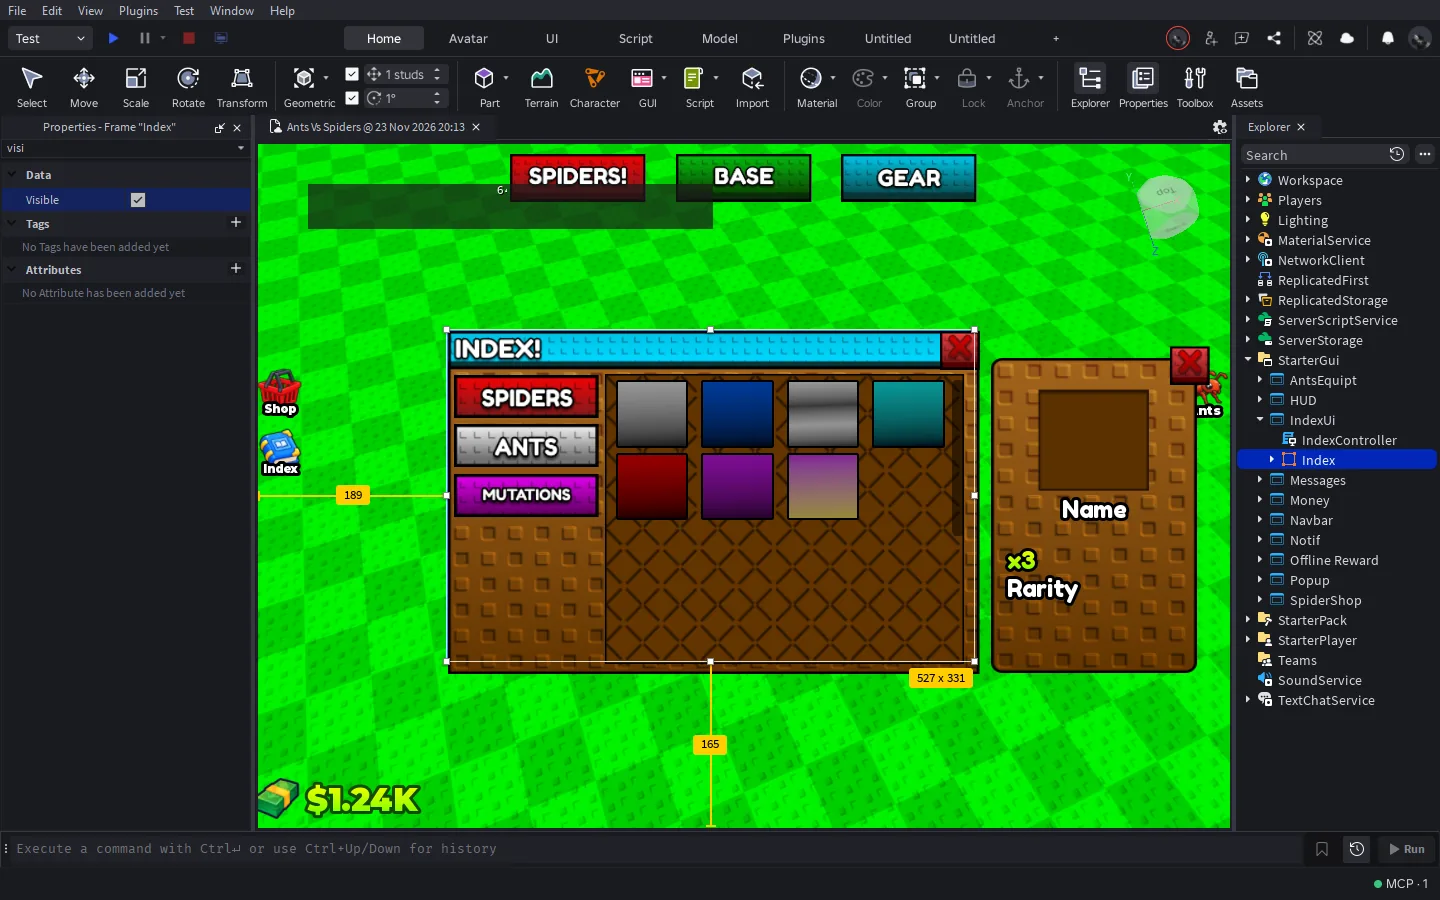 File Edit View Plugins Test Window Help
Test
Home Avatar UI Script Model Plugins Untitled Untitled +
Select Move Scale Rotate Transform
Geometric
1 studs
1°
Part Terrain Character GUI Script Import
Material Color Group Lock Anchor
Explorer Properties Toolbox Assets
Properties - Frame "Index"
visi
Data
Visible
Tags
No Tags have been added yet
Attributes
No Attribute has been added yet
Ants Vs Spiders @ 23 Nov 2026 20:13
SPIDERS!
BASE
GEAR
Y
Top
Z
INDEX!
SPIDERS
ANTS
MUTATIONS
Shop
Index
189
Name
x3
Rarity
nts
527 x 331
165
$1.24K
Explorer
Search
Workspace
Players
Lighting
MaterialService
NetworkClient
ReplicatedFirst
ReplicatedStorage
ServerScriptService
ServerStorage
StarterGui
AntsEquipt
HUD
IndexUi
IndexController
Index
Messages
Money
Navbar
Notif
Offline Reward
Popup
SpiderShop
StarterPack
StarterPlayer
Teams
SoundService
TextChatService
Execute a command with Ctrl↵ or use Ctrl+Up/Down for history
Run
MCP · 1